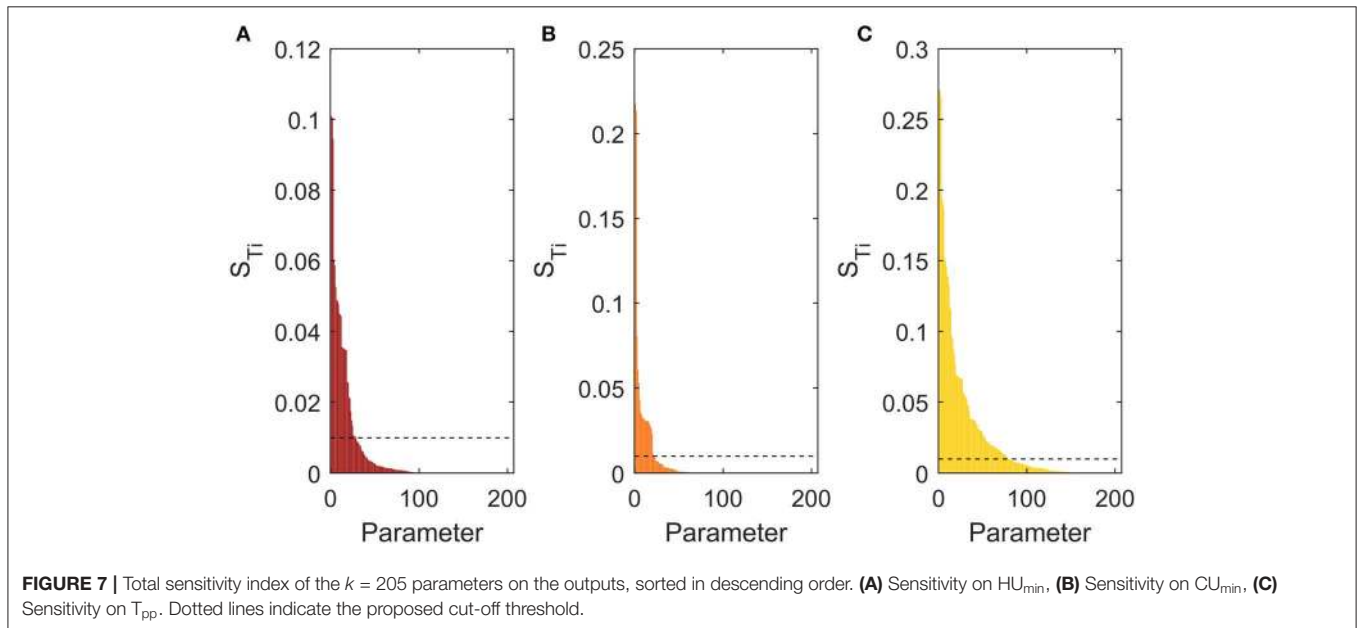 A
B
C
0.12
0.1
0.08
0.06
0.04
0.02
0
S_Ti
0 100 200
Parameter
0.25
0.2
0.15
0.1
0.05
0
S_Ti
0 100 200
Parameter
0.3
0.25
0.2
0.15
0.1
0.05
0
S_Ti
0 100 200
Parameter
FIGURE 7 | Total sensitivity index of the k = 205 parameters on the outputs, sorted in descending order. (A) Sensitivity on HU_min, (B) Sensitivity on CU_min, (C)
Sensitivity on T_pp. Dotted lines indicate the proposed cut-off threshold.